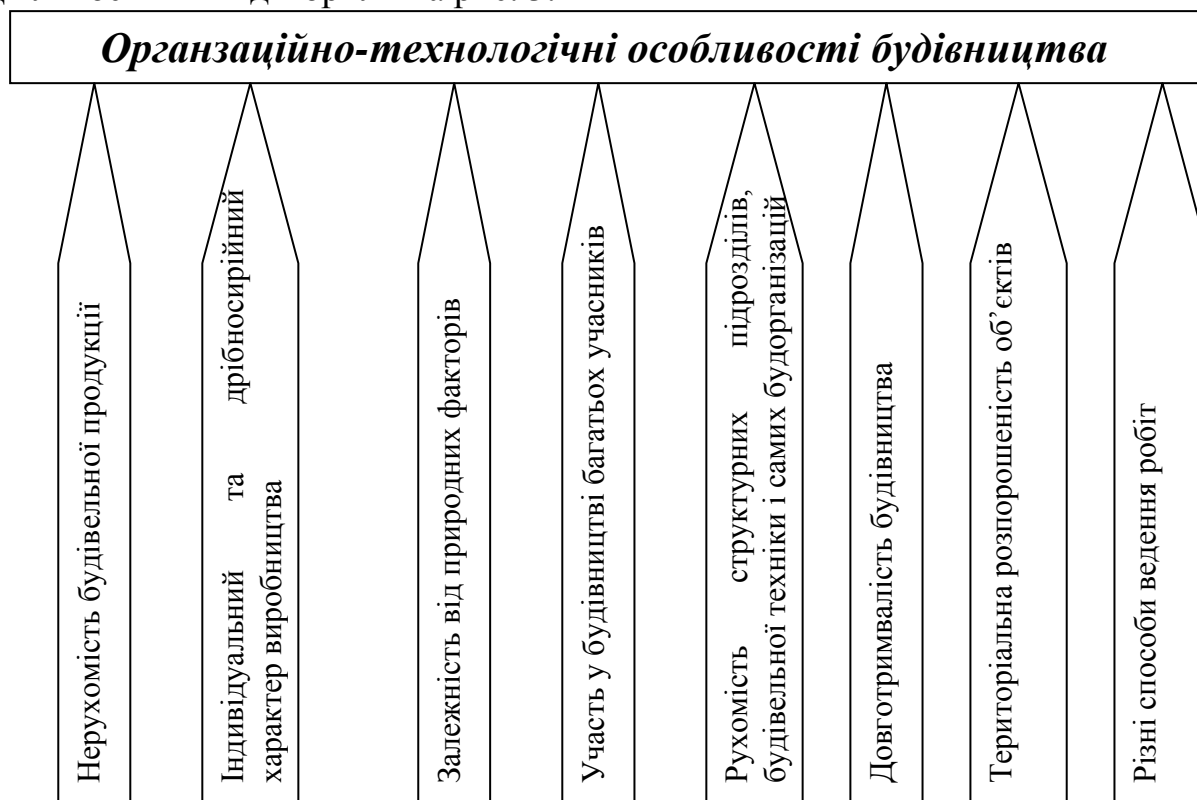 Органзаційно-технологічні особливості будівництва
Нерухомість будівельної продукції
Індивідуальний та дрібносирійний
характер виробництва
Залежність від природних факторів
Участь у будівництві багатьох учасників
Рухомість структурних підрозділів,
будівельної техніки і самих будорганізацій
Довготримвалість будівництва
Територіальна розпорошеність об’єктів
Різні способи ведення робіт